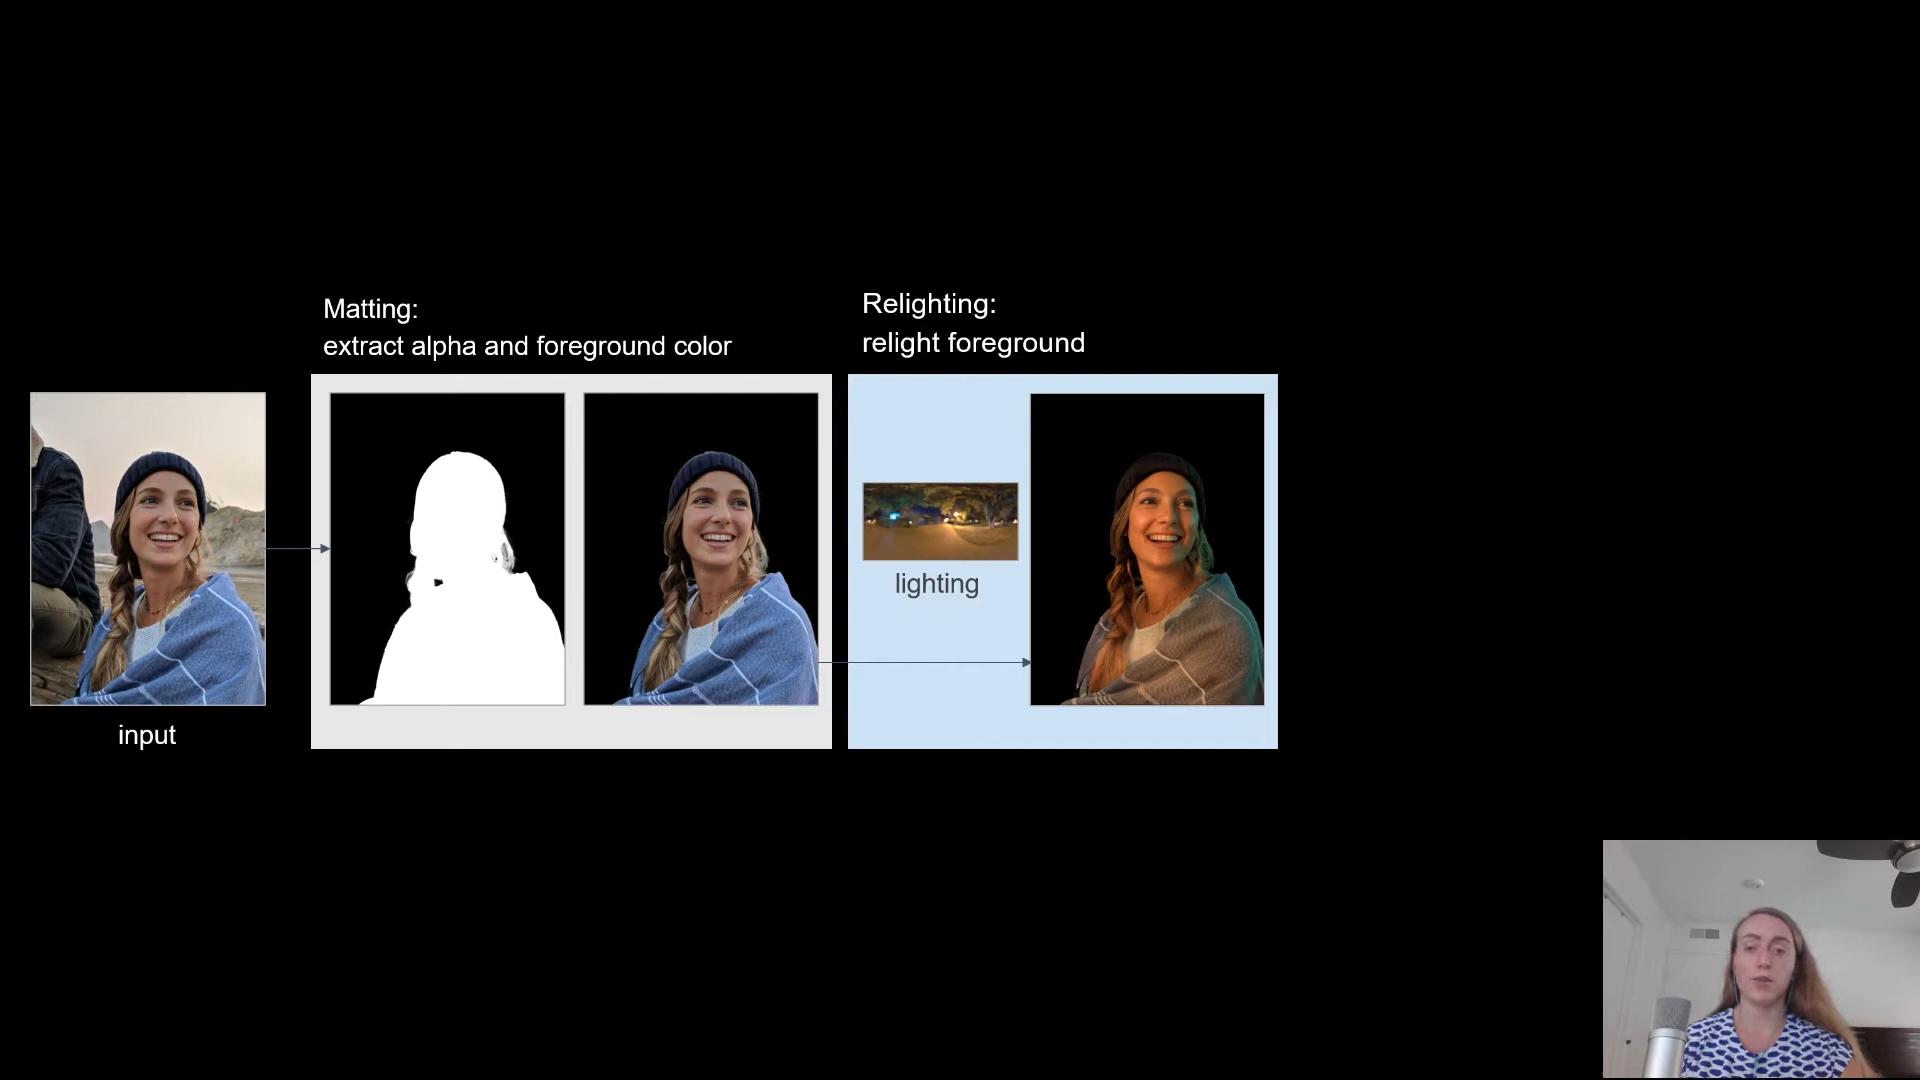 Matting:
extract alpha and foreground color
Relighting:
relight foreground
lighting
input